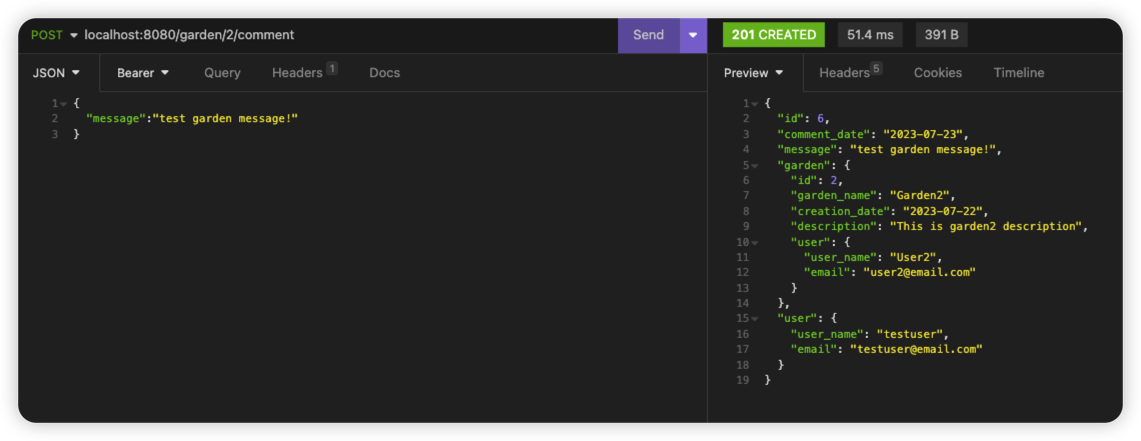 POST localhost:8080/garden/2/comment Send 201 CREATED 51.4 ms 391 B
JSON Bearer Query Headers 1 Docs
1 {
2 "message":"test garden message!"
3 }
Preview Headers 5 Cookies Timeline
1 {
2 "id": 6,
3 "comment_date": "2023-07-23",
4 "message": "test garden message!",
5 "garden": {
6 "id": 2,
7 "garden_name": "Garden2",
8 "creation_date": "2023-07-22",
9 "description": "This is garden2 description",
10 "user": {
11 "user_name": "User2",
12 "email": "user2@email.com"
13 }
14 },
15 "user": {
16 "user_name": "testuser",
17 "email": "testuser@email.com"
18 }
19 }